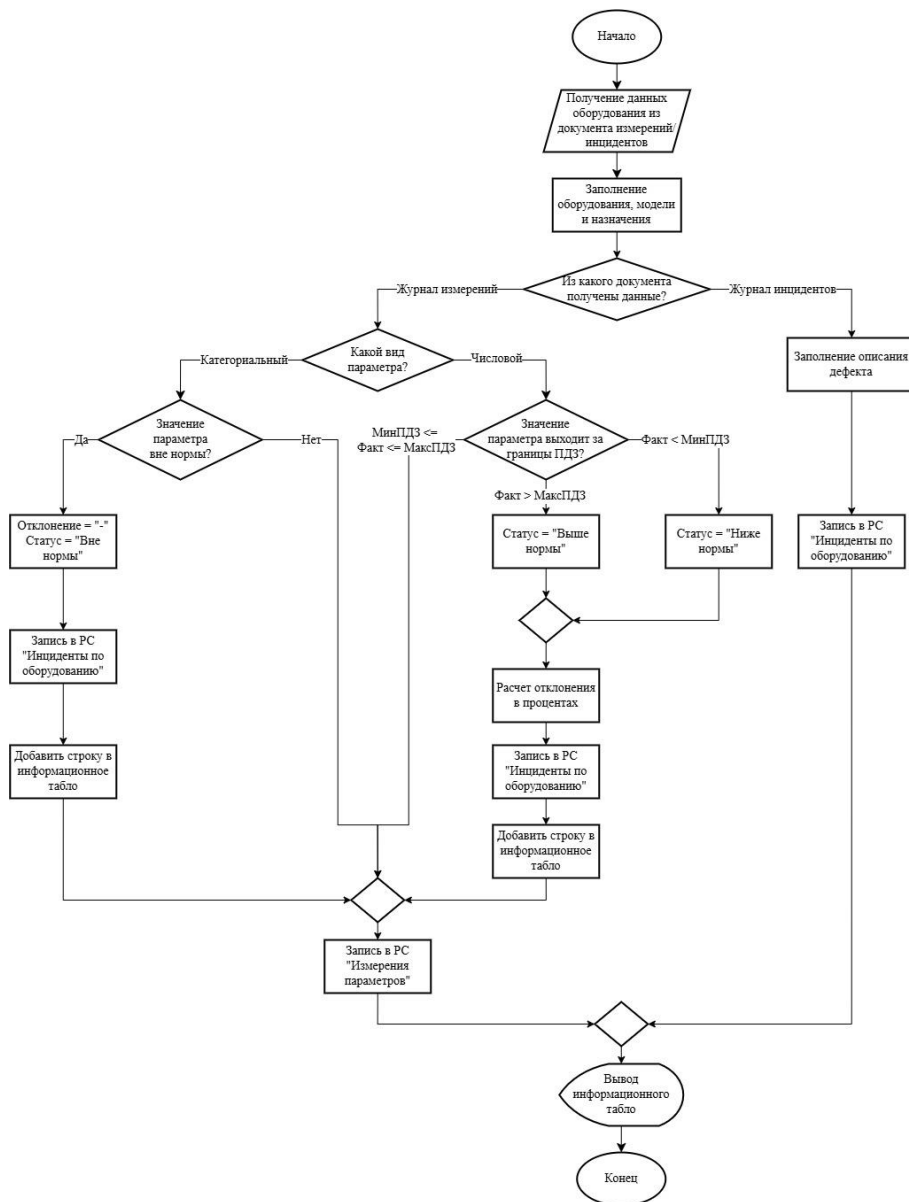 Начало
Получение данных
оборудования из
документа измерений/
инцидентов
Заполнение
оборудования, модели
и назначения
Из какого документа
получены данные?
Журнал измерений
Журнал инцидентов
Какой вид
параметра?
Категориальный
Числовой
Заполнение описания
дефекта
Значение
параметра
вне нормы?
Да
Нет
Значение
параметра выходит за
границы ПДЗ?
МинПДЗ <=
Факт <= МаксПДЗ
Факт < МинПДЗ
Факт > МаксПДЗ
Отклонение = "-"
Статус = "Вне
нормы"
Статус = "Выше
нормы"
Статус = "Ниже
нормы"
Запись в РС
"Инциденты по
оборудованию"
Запись в РС
"Инциденты по
оборудованию"
Расчет отклонения
в процентах
Добавить строку в
информационное
табло
Запись в РС
"Инциденты по
оборудованию"
Добавить строку в
информационное
табло
Запись в РС
"Измерения
параметров"
Вывод
информационного
табло
Конец